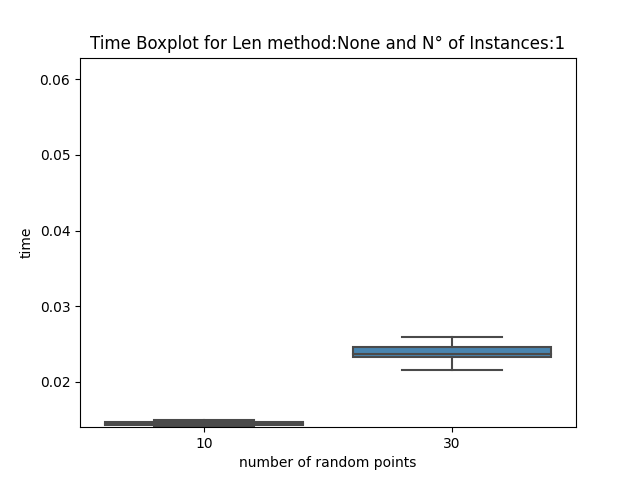 Time Boxplot for Len method:None and N° of Instances:1
0.06
0.05
0.04
0.03
0.02
time
10
30
number of random points